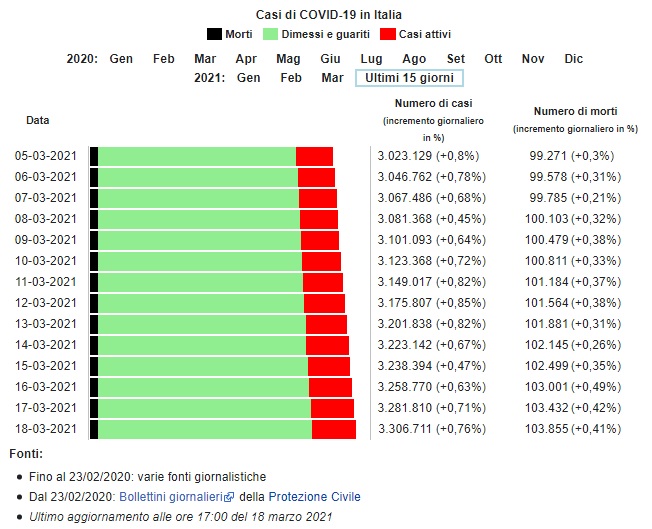 Casi di COVID-19 in Italia
Morti Dimessi e guariti Casi attivi
2020: Gen Feb Mar Apr Mag Giu Lug Ago Set Ott Nov Dic
2021: Gen Feb Mar Ultimi 15 giorni
Data
Numero di casi
(incremento giornaliero
in %)
Numero di morti
(incremento giornaliero in %)
05-03-2021 3.023.129 (+0,8%) 99.271 (+0,3%)
06-03-2021 3.046.762 (+0,78%) 99.578 (+0,31%)
07-03-2021 3.067.486 (+0,68%) 99.785 (+0,21%)
08-03-2021 3.081.368 (+0,45%) 100.103 (+0,32%)
09-03-2021 3.101.093 (+0,64%) 100.479 (+0,38%)
10-03-2021 3.123.368 (+0,72%) 100.811 (+0,33%)
11-03-2021 3.149.017 (+0,82%) 101.184 (+0,37%)
12-03-2021 3.175.807 (+0,85%) 101.564 (+0,38%)
13-03-2021 3.201.838 (+0,82%) 101.881 (+0,31%)
14-03-2021 3.223.142 (+0,67%) 102.145 (+0,26%)
15-03-2021 3.238.394 (+0,47%) 102.499 (+0,35%)
16-03-2021 3.258.770 (+0,63%) 103.001 (+0,49%)
17-03-2021 3.281.810 (+0,71%) 103.432 (+0,42%)
18-03-2021 3.306.711 (+0,76%) 103.855 (+0,41%)
Fonti:
• Fino al 23/02/2020: varie fonti giornalistiche
• Dal 23/02/2020: Bollettini giornalieri della Protezione Civile
• Ultimo aggiornamento alle ore 17:00 del 18 marzo 2021